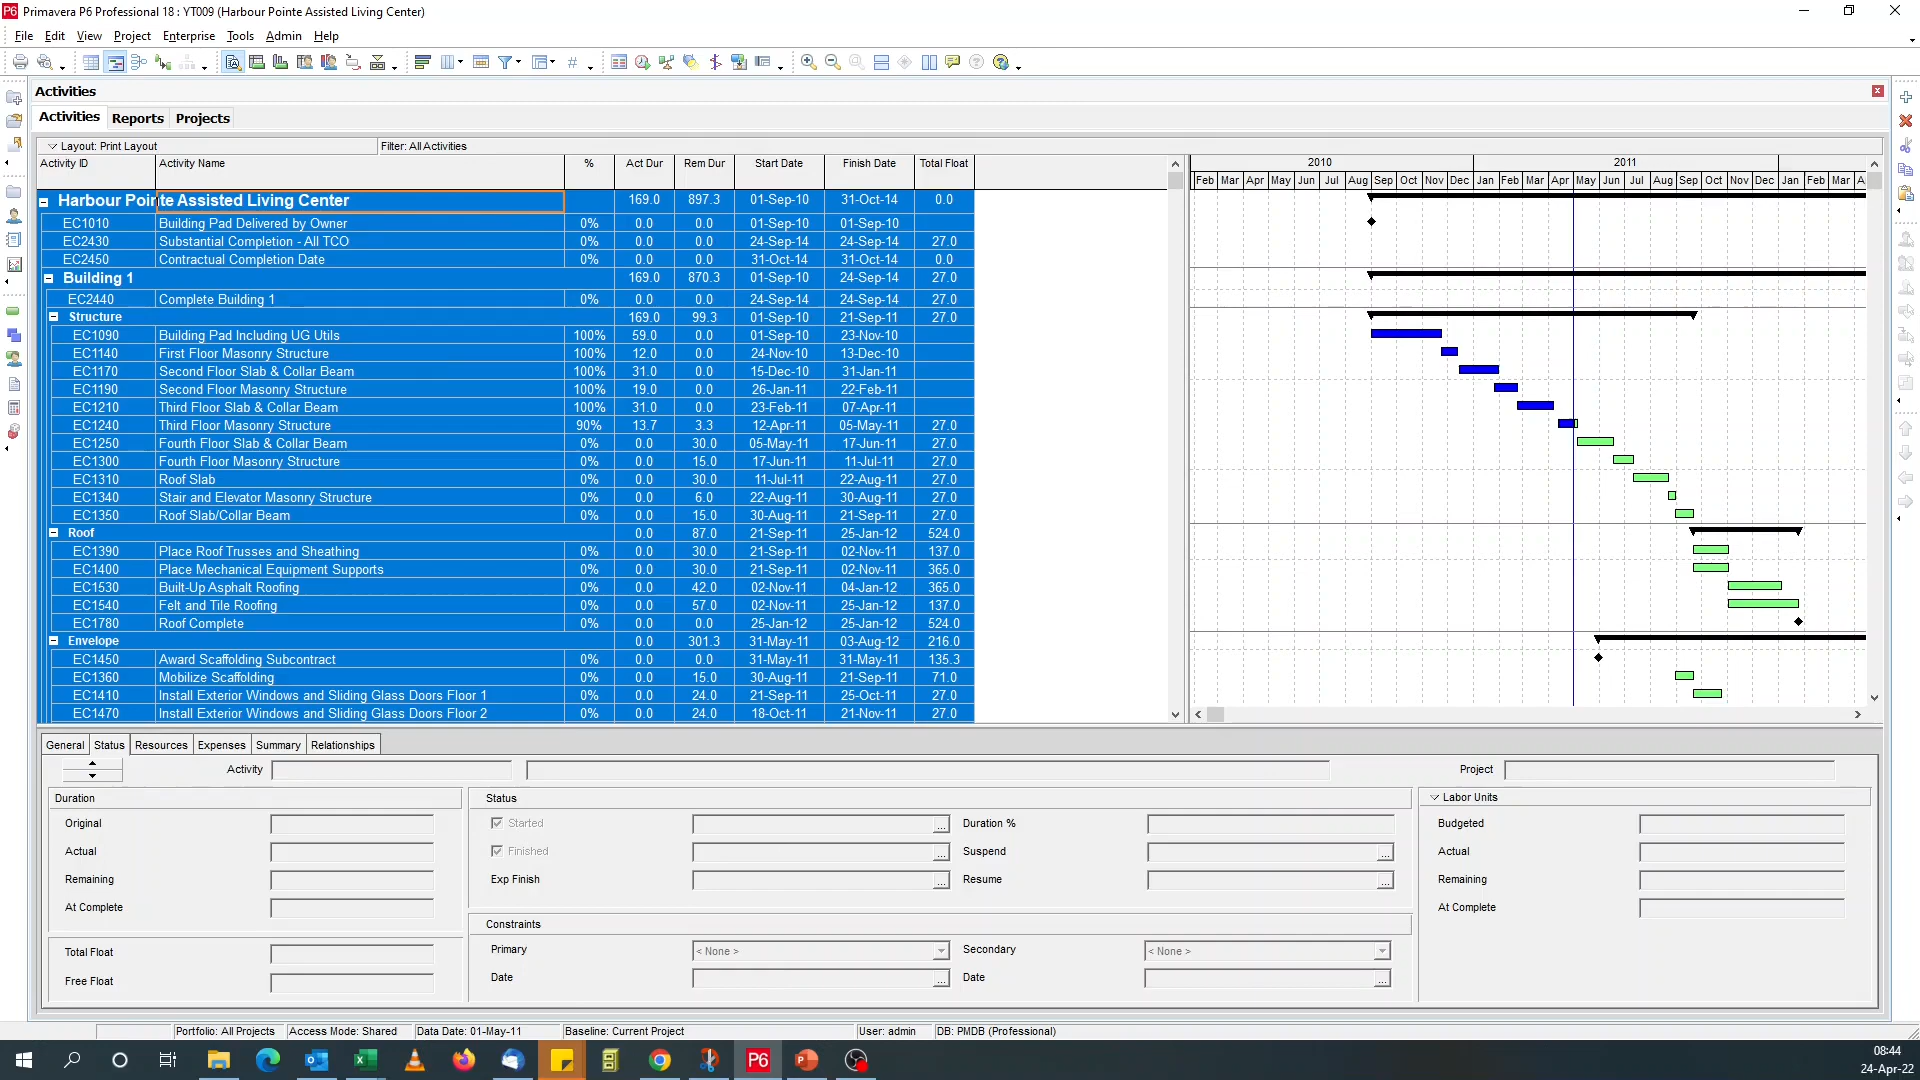 P6 Primavera P6 Professional 18 : YT009 (Harbour Pointe Assisted Living Center)
File Edit View Project Enterprise Tools Admin Help
Activities
Activities Reports Projects
Layout: Print Layout Filter: All Activities
Activity ID Activity Name % Act Dur Rem Dur Start Date Finish Date Total Float
2010 2011
Feb Mar Apr May Jun Jul Aug Sep Oct Nov Dec Jan Feb Mar Apr May Jun Jul Aug Sep Oct Nov Dec Jan Feb Mar A
Harbour Pointe Assisted Living Center 169.0 897.3 01-Sep-10 31-Oct-14 0.0
EC1010 Building Pad Delivered by Owner 0% 0.0 0.0 01-Sep-10 01-Sep-10
EC2430 Substantial Completion - All TCO 0% 0.0 0.0 24-Sep-14 24-Sep-14 27.0
EC2450 Contractual Completion Date 0% 0.0 0.0 31-Oct-14 31-Oct-14 0.0
Building 1 169.0 870.3 01-Sep-10 24-Sep-14 27.0
EC2440 Complete Building 1 0% 0.0 0.0 24-Sep-14 24-Sep-14 27.0
Structure 169.0 99.3 01-Sep-10 21-Sep-11 27.0
EC1090 Building Pad Including UG Utils 100% 59.0 0.0 01-Sep-10 23-Nov-10
EC1140 First Floor Masonry Structure 100% 12.0 0.0 24-Nov-10 13-Dec-10
EC1170 Second Floor Slab & Collar Beam 100% 31.0 0.0 15-Dec-10 31-Jan-11
EC1190 Second Floor Masonry Structure 100% 19.0 0.0 26-Jan-11 22-Feb-11
EC1210 Third Floor Slab & Collar Beam 100% 31.0 0.0 23-Feb-11 07-Apr-11
EC1240 Third Floor Masonry Structure 90% 13.7 3.3 12-Apr-11 05-May-11 27.0
EC1250 Fourth Floor Slab & Collar Beam 0% 0.0 30.0 05-May-11 17-Jun-11 27.0
EC1300 Fourth Floor Masonry Structure 0% 0.0 15.0 17-Jun-11 11-Jul-11 27.0
EC1310 Roof Slab 0% 0.0 30.0 11-Jul-11 22-Aug-11 27.0
EC1340 Stair and Elevator Masonry Structure 0% 0.0 6.0 22-Aug-11 30-Aug-11 27.0
EC1350 Roof Slab/Collar Beam 0% 0.0 15.0 30-Aug-11 21-Sep-11 27.0
Roof 0.0 87.0 21-Sep-11 25-Jan-12 524.0
EC1390 Place Roof Trusses and Sheathing 0% 0.0 30.0 21-Sep-11 02-Nov-11 137.0
EC1400 Place Mechanical Equipment Supports 0% 0.0 30.0 21-Sep-11 02-Nov-11 365.0
EC1530 Built-Up Asphalt Roofing 0% 0.0 42.0 02-Nov-11 04-Jan-12 365.0
EC1540 Felt and Tile Roofing 0% 0.0 57.0 02-Nov-11 25-Jan-12 137.0
EC1780 Roof Complete 0% 0.0 0.0 25-Jan-12 25-Jan-12 524.0
Envelope 0.0 301.3 31-May-11 03-Aug-12 216.0
EC1450 Award Scaffolding Subcontract 0% 0.0 0.0 31-May-11 31-May-11 135.3
EC1360 Mobilize Scaffolding 0% 0.0 15.0 30-Aug-11 21-Sep-11 71.0
EC1410 Install Exterior Windows and Sliding Glass Doors Floor 1 0% 0.0 24.0 21-Sep-11 25-Oct-11 27.0
EC1470 Install Exterior Windows and Sliding Glass Doors Floor 2 0% 0.0 24.0 18-Oct-11 21-Nov-11 27.0
General Status Resources Expenses Summary Relationships
Activity Project
Duration Status Labor Units
Original Started Duration % Budgeted
Actual Finished Suspend Actual
Remaining Exp Finish Resume Remaining
At Complete At Complete
Constraints
Total Float Primary < None > Secondary < None >
Free Float Date Date
Portfolio: All Projects Access Mode: Shared Data Date: 01-May-11 Baseline: Current Project User: admin DB: PMDB (Professional)
P6
08:44
24-Apr-22